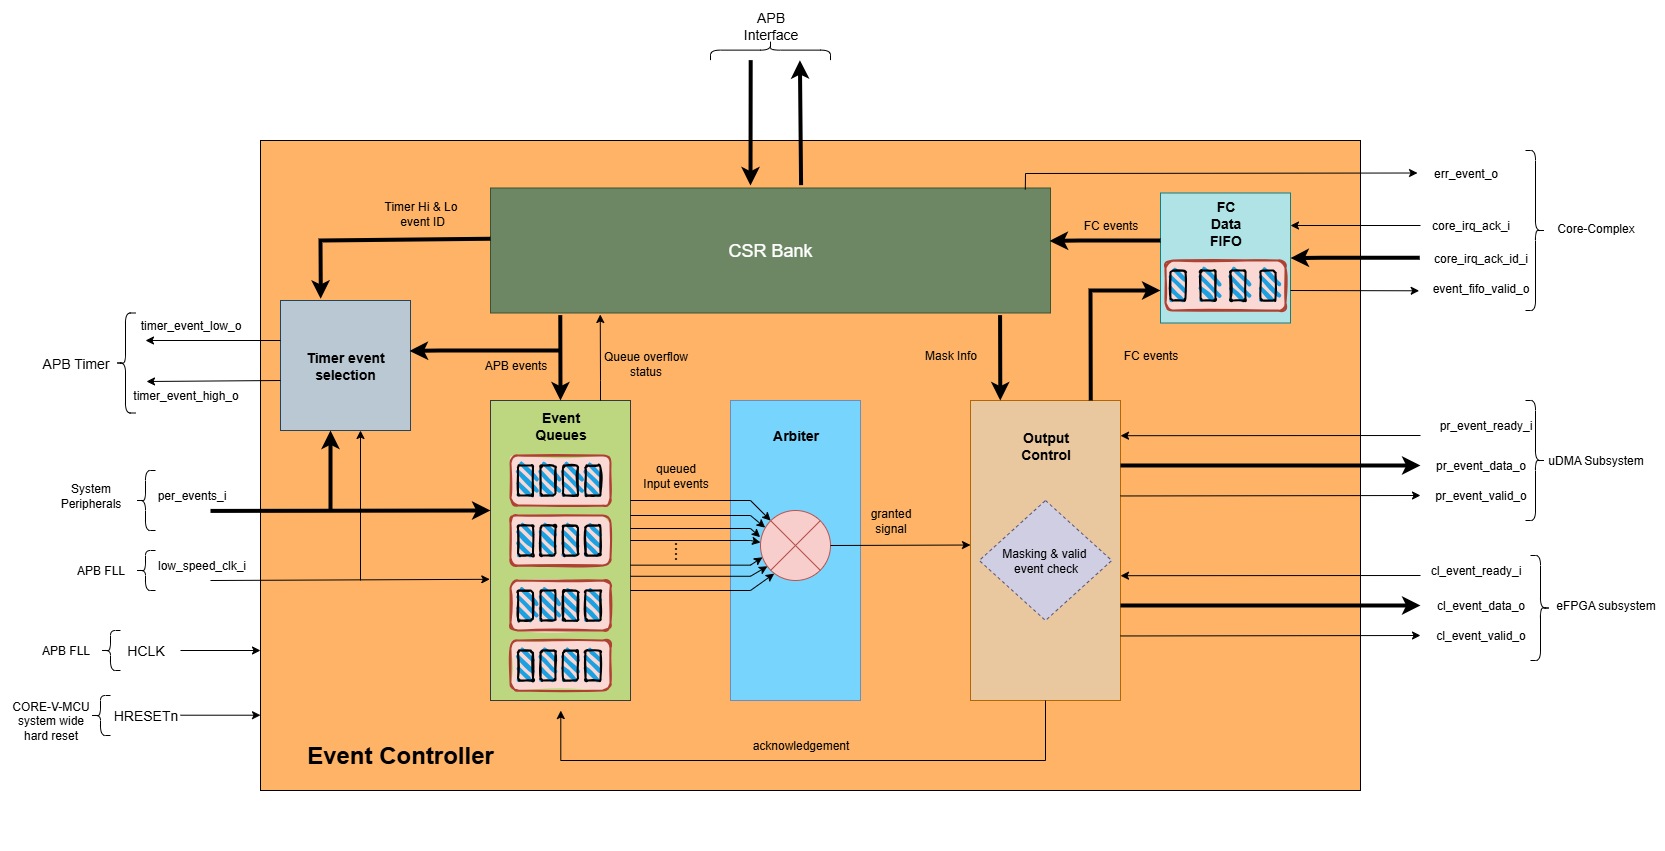 APB
Interface
Timer Hi & Lo
event ID
CSR Bank
FC events
FC
Data
FIFO
err_event_o
core_irq_ack_i
core_irq_ack_id_i
event_fifo_valid_o
Core-Complex
timer_event_low_o
APB Timer
timer_event_high_o
Timer event
selection
APB events
Queue overflow
status
Mask Info
FC events
Event
Queues
Arbiter
Output
Control
queued
Input events
granted
signal
Masking & valid
event check
pr_event_ready_i
pr_event_data_o
pr_event_valid_o
uDMA Subsystem
System
Peripherals
per_events_i
APB FLL
low_speed_clk_i
cl_event_ready_i
cl_event_data_o
cl_event_valid_o
eFPGA subsystem
APB FLL
HCLK
CORE-V-MCU
system wide
hard reset
HRESETn
acknowledgement
Event Controller